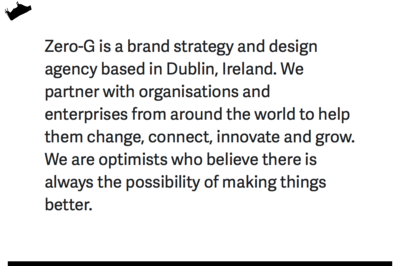 Zero-G is a brand strategy and design
agency based in Dublin, Ireland. We
partner with organisations and
enterprises from around the world to help
them change, connect, innovate and grow.
We are optimists who believe there is
always the possibility of making things
better.